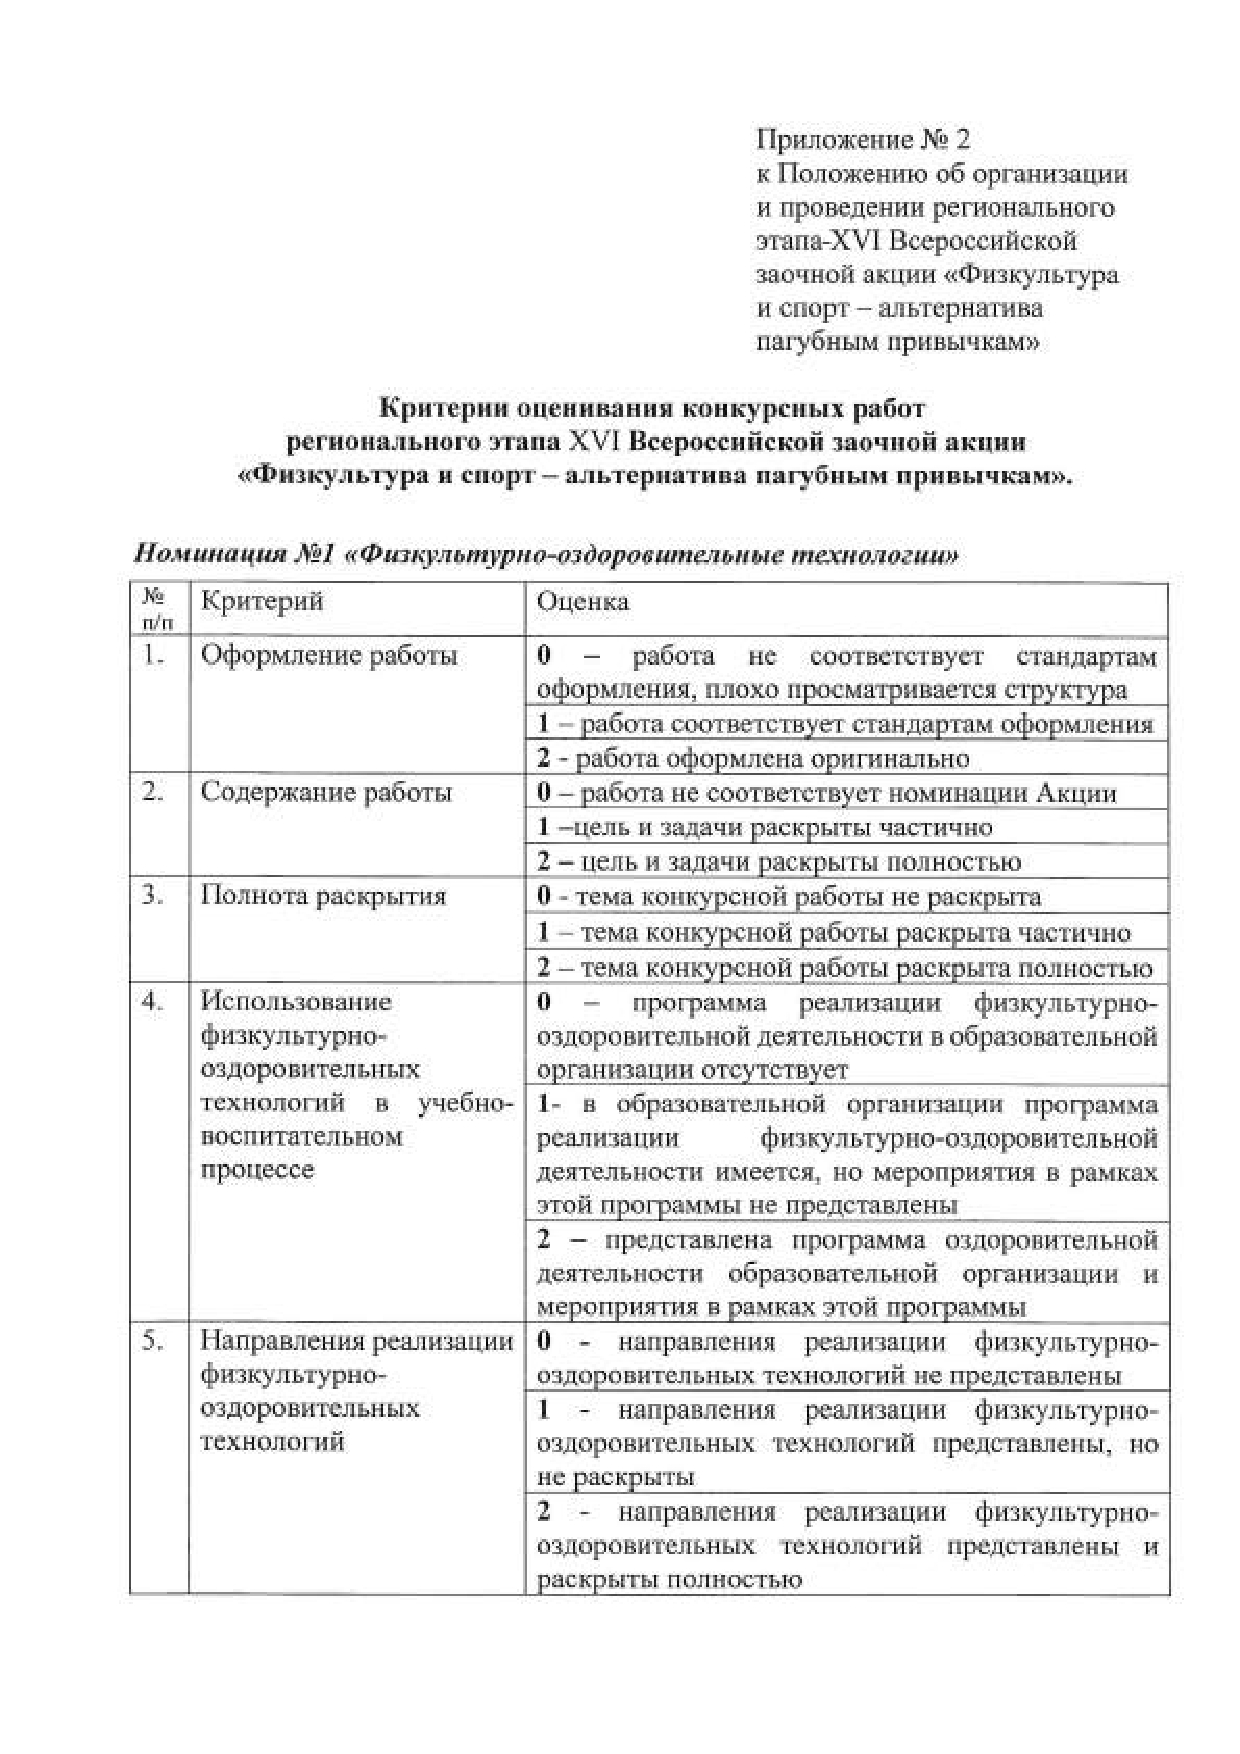 Приложение № 2
к Положению об организации
и проведении регионального
этапа-XVI Всероссийской
заочной акции «Физкультура
и спорт – альтернатива
пагубным привычкам»
Критерии оценивания конкурсных работ
регионального этапа XVI Всероссийской заочной акции
«Физкультура и спорт – альтернатива пагубным привычкам».
Номинация №1 «Физкультурно-оздоровительные технологии»
№
п/п
Критерий
Оценка
1.
Оформление работы
0 – работа не соответствует стандартам
оформления, плохо просматривается структура
1 – работа соответствует стандартам оформления
2 - работа оформлена оригинально
2.
Содержание работы
0 – работа не соответствует номинации Акции
1 –цель и задачи раскрыты частично
2 – цель и задачи раскрыты полностью
3.
Полнота раскрытия
0 - тема конкурсной работы не раскрыта
1 – тема конкурсной работы раскрыта частично
2 – тема конкурсной работы раскрыта полностью
4.
Использование
физкультурно-
оздоровительных
технологий в учебно-
воспитательном
процессе
0 – программа реализации физкультурно-
оздоровительной деятельности в образовательной
организации отсутствует
1- в образовательной организации программа
реализации физкультурно-оздоровительной
деятельности имеется, но мероприятия в рамках
этой программы не представлены
2 – представлена программа оздоровительной
деятельности образовательной организации и
мероприятия в рамках этой программы
5.
Направления реализации
физкультурно-
оздоровительных
технологий
0 - направления реализации физкультурно-
оздоровительных технологий не представлены
1 - направления реализации физкультурно-
оздоровительных технологий представлены, но
не раскрыты
2 - направления реализации физкультурно-
оздоровительных технологий представлены и
раскрыты полностью